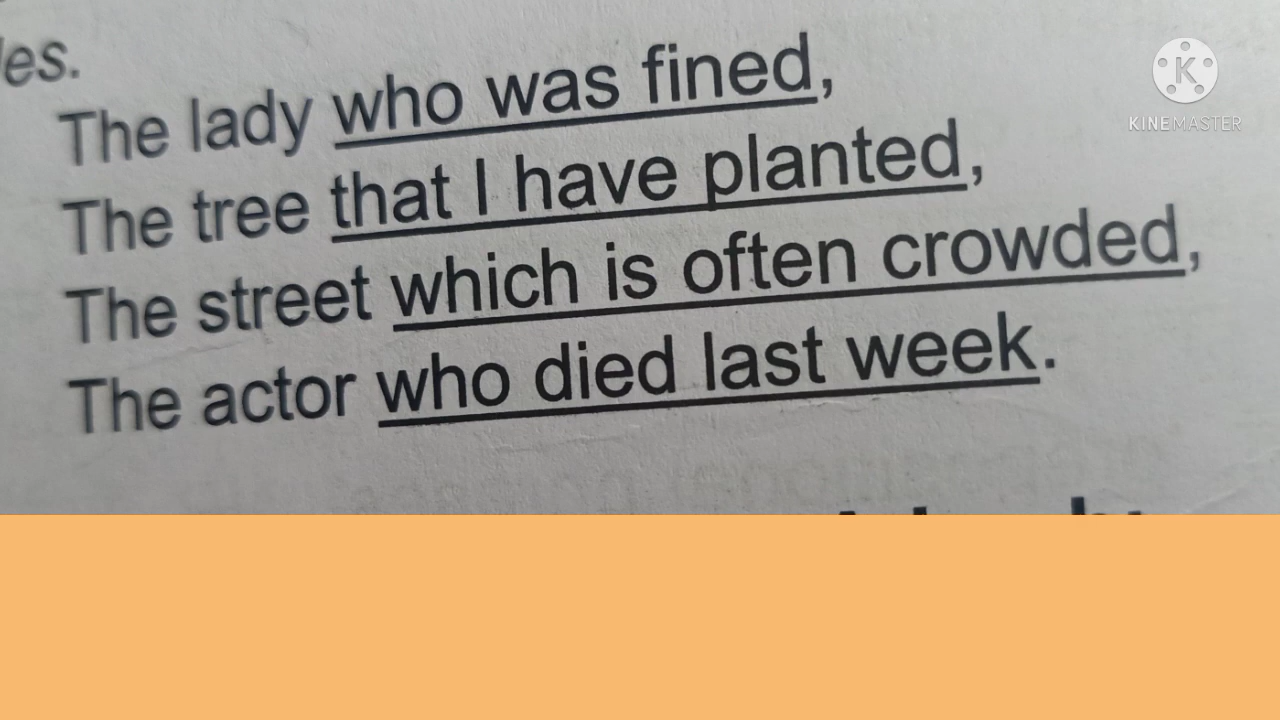 es.
The lady who was fined,
The tree that I have planted,
The street which is often crowded,
The actor who died last week.
KINEMASTER